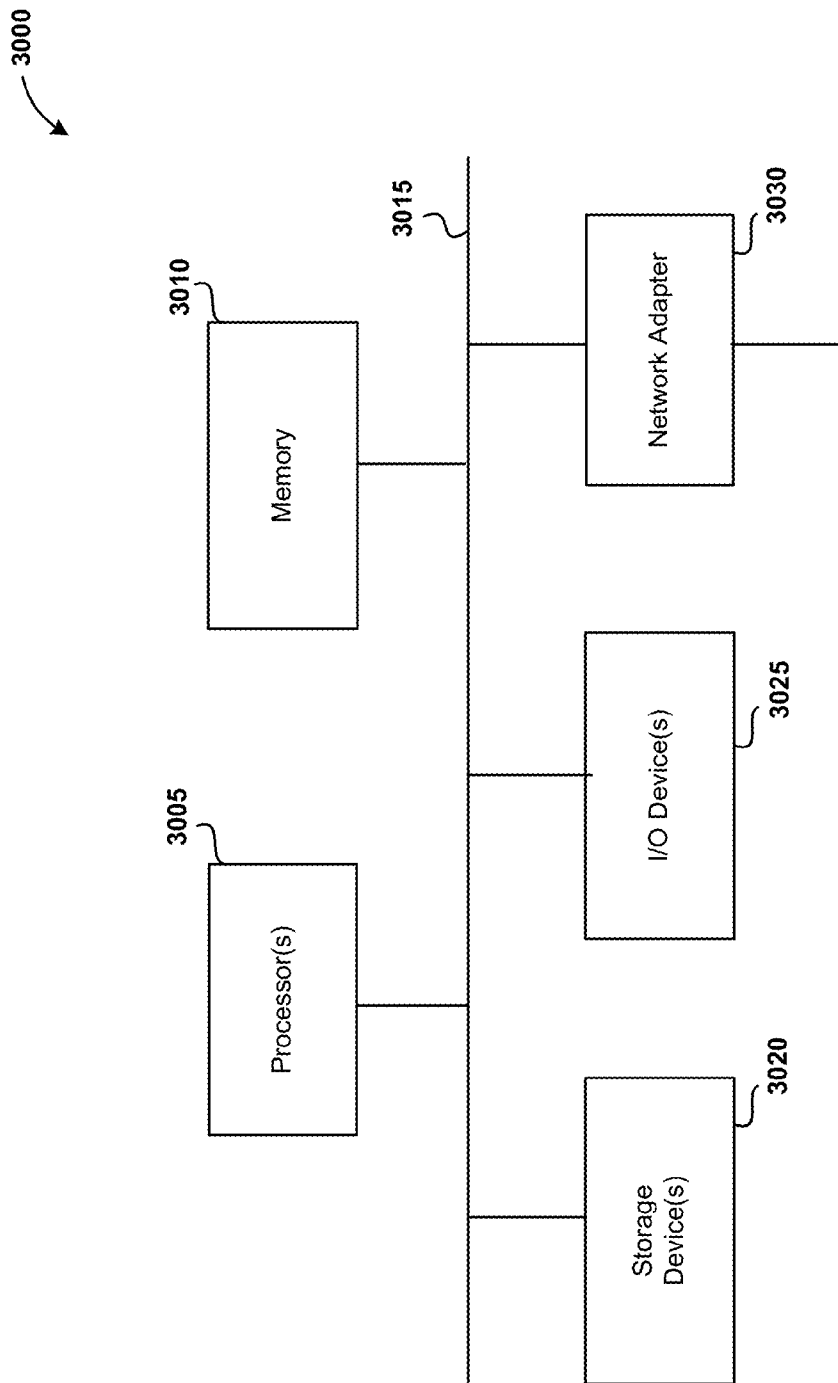 3000
3005
Processor(s)
3010
Memory
3015
Storage
Device(s)
3020
I/O Device(s)
3025
Network Adapter
3030